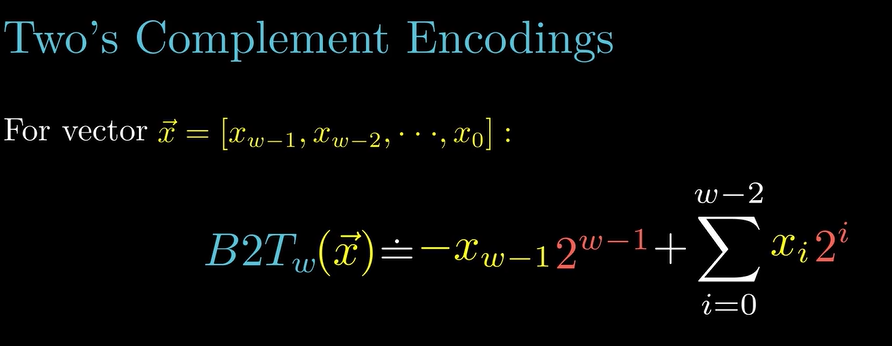 Two's Complement Encodings
For vector $\vec{x} = [x_{w-1}, x_{w-2}, \cdots, x_0]:$
$B2T_w(\vec{x}) \doteq -x_{w-1}2^{w-1} + \sum_{i=0}^{w-2} x_i 2^i$